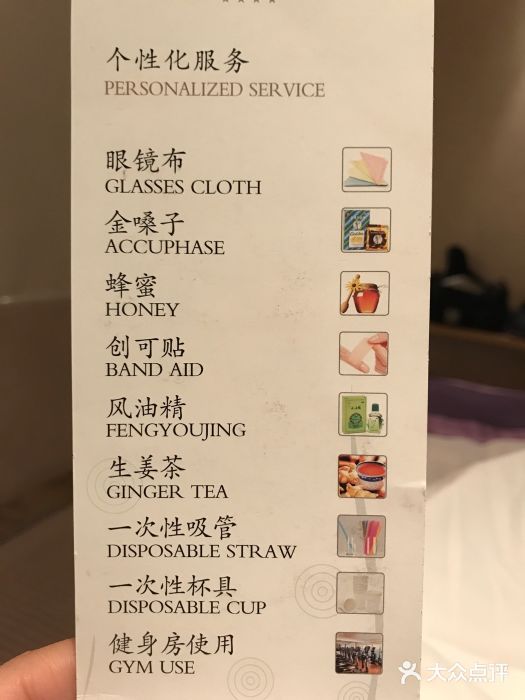 个性化服务
PERSONALIZED SERVICE
眼镜布
GLASSES CLOTH
金嗓子
ACCUPHASE
蜂蜜
HONEY
创可贴
BAND AID
风油精
FENGYOUJING
生姜茶
GINGER TEA
一次性吸管
DISPOSABLE STRAW
一次性杯具
DISPOSABLE CUP
健身房使用
GYM USE
大众点评